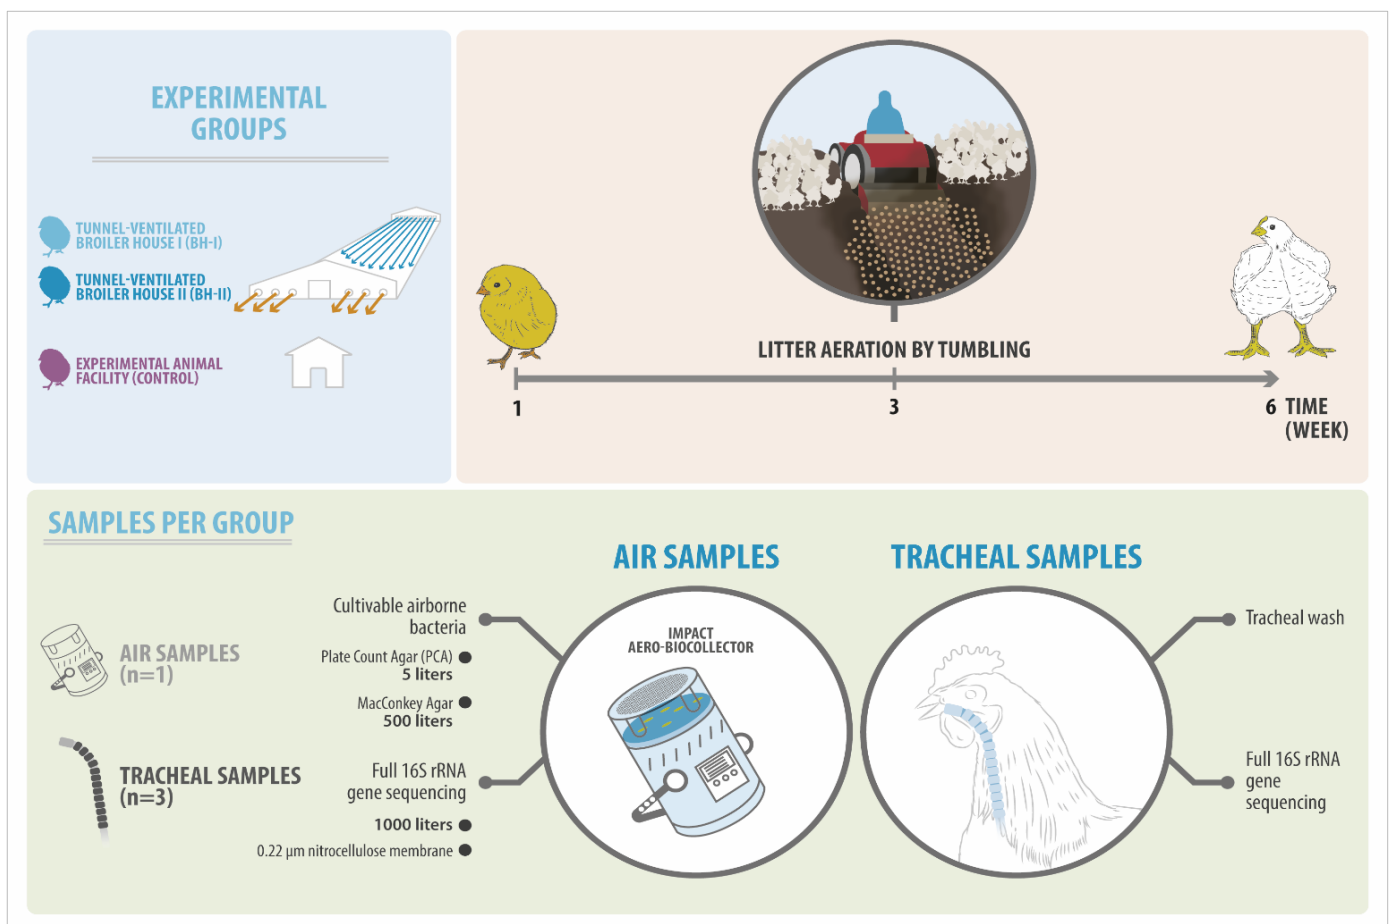 EXPERIMENTAL
GROUPS
TUNNEL-VENTILATED
BROILER HOUSE I (BH-I)
TUNNEL-VENTILATED
BROILER HOUSE II (BH-II)
EXPERIMENTAL ANIMAL
FACILITY (CONTROL)
LITTER AERATION BY TUMBLING
1
3
6 TIME
(WEEK)
SAMPLES PER GROUP
AIR SAMPLES
(n=1)
TRACHEAL SAMPLES
(n=3)
AIR SAMPLES
Cultivable airborne
bacteria
Plate Count Agar (PCA)
5 liters
MacConkey Agar
500 liters
Full 16S rRNA
gene sequencing
1000 liters
0.22 µm nitrocellulose membrane
IMPACT
AERO-BIOCOLLECTOR
TRACHEAL SAMPLES
Tracheal wash
Full 16S rRNA
gene
sequencing